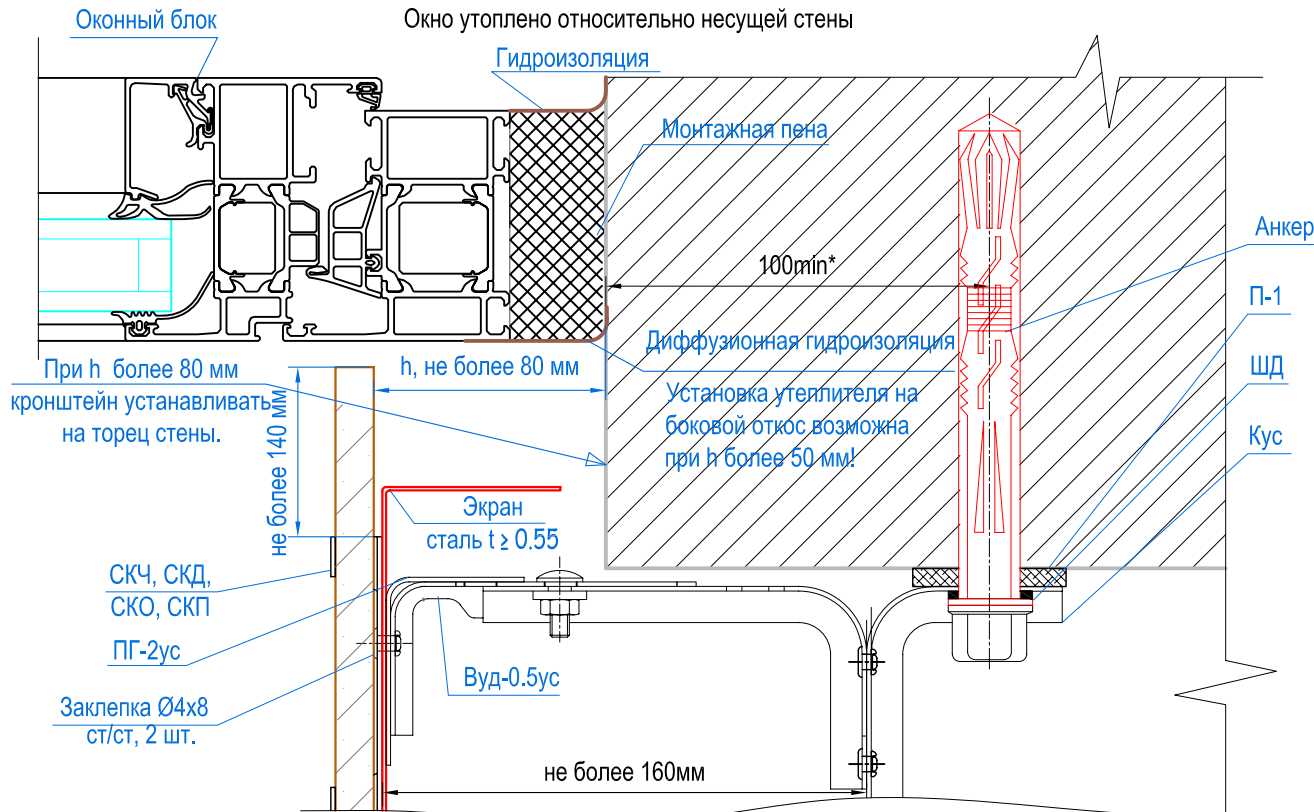 Оконный блок
Окно утоплено относительно несущей стены
Гидроизоляция
Монтажная пена
Анкер
100min*
П-1
Диффузионная гидроизоляция
ШД
При h более 80 мм
кронштейн устанавливать
на торец стены.
h, не более 80 мм
Установка утеплителя на
боковой откос возможна
при h более 50 мм!
Кус
не более 140 мм
Экран
сталь t ≥ 0.55
СКЧ, СКД,
СКО, СКП
ПГ-2ус
Вуд-0.5ус
Заклепка Ø4x8
ст/ст, 2 шт.
не более 160мм